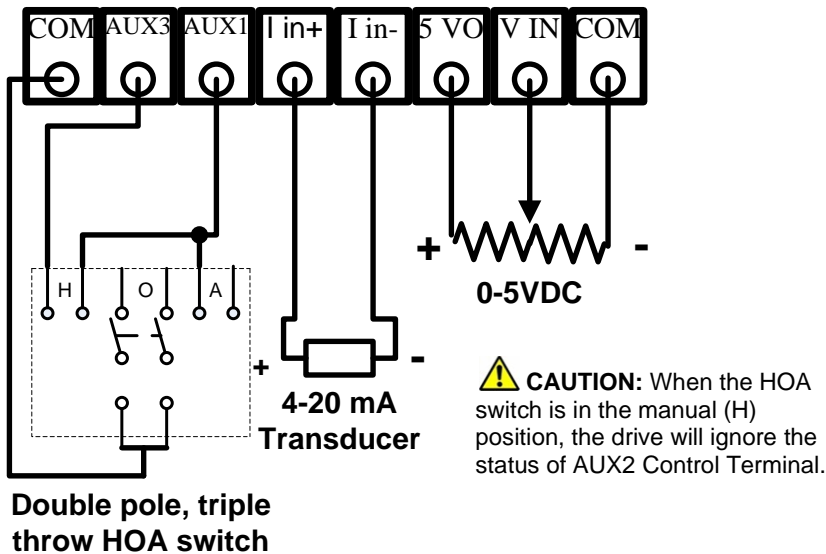 COM AUX3 AUX1 I in+ I in- 5 VO V IN COM
H O A
+ -
0-5VDC
+ -
4-20 mA
Transducer
CAUTION: When the HOA
switch is in the manual (H)
position, the drive will ignore the
status of AUX2 Control Terminal.
Double pole, triple
throw HOA switch